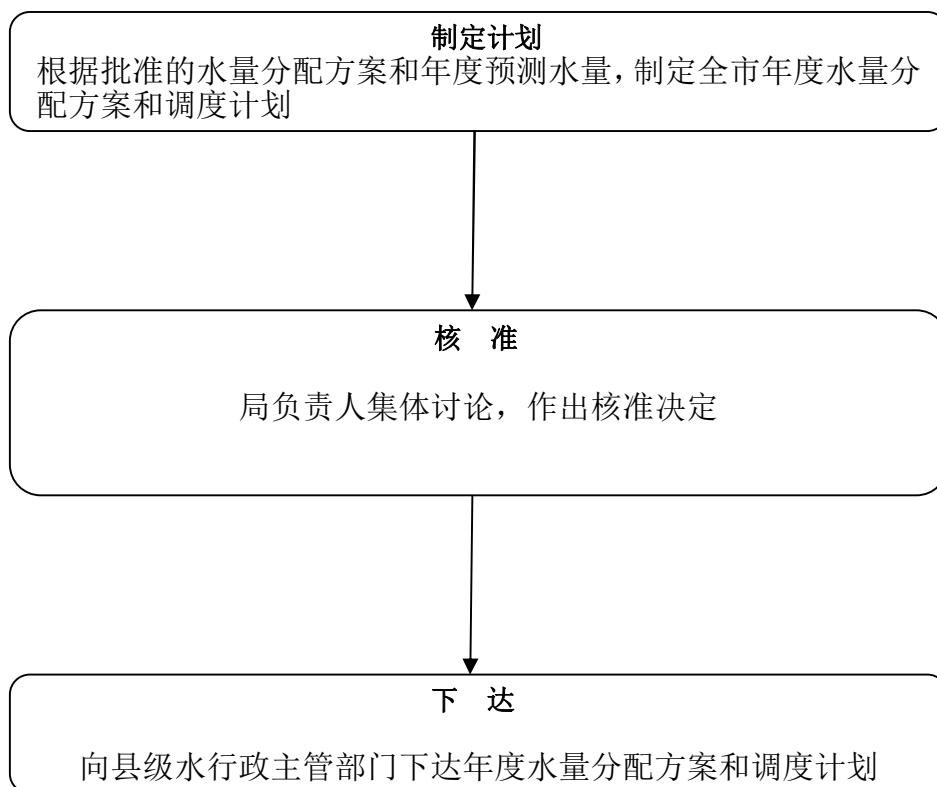 制定计划
根据批准的水量分配方案和年度预测水量，制定全市年度水量分
配方案和调度计划
核 准
局负责人集体讨论，作出核准决定
下 达
向县级水行政主管部门下达年度水量分配方案和调度计划